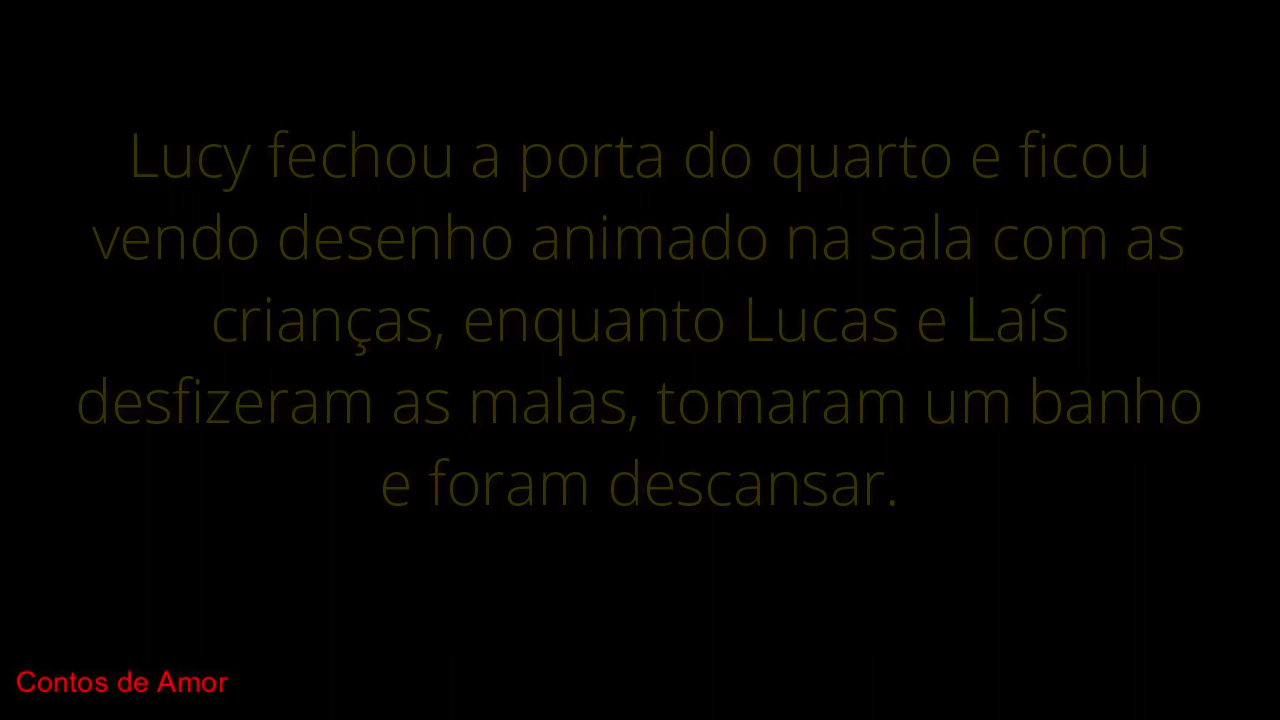 Lucy fechou a porta do quarto e ficou
vendo desenho animado na sala com as
crianças, enquanto Lucas e Laís
desfizeram as malas, tomaram um banho
e foram descansar.
Contos de Amor